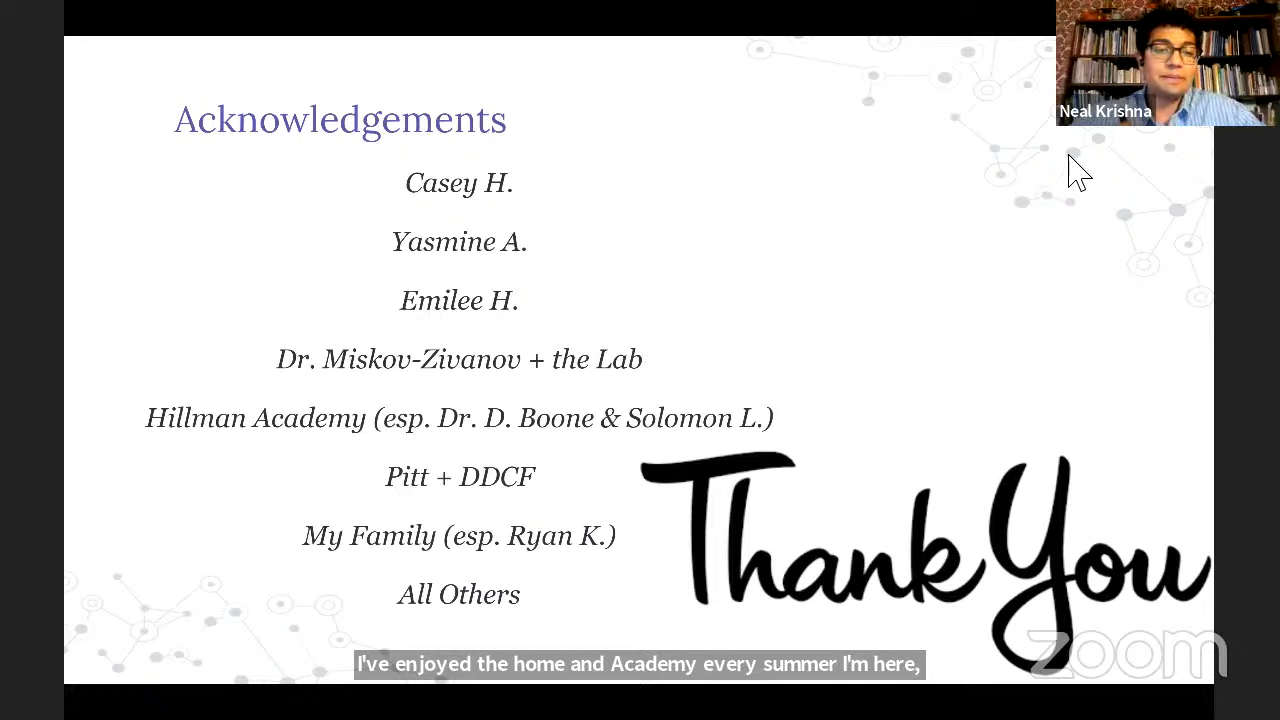 Neal Krishna
Acknowledgements
Casey H.
Yasmine A.
Emilee H.
Dr. Miskov-Zivanov + the Lab
Hillman Academy (esp. Dr. D. Boone & Solomon L.)
Pitt + DDCF
My Family (esp. Ryan K.)
All Others
Thank You
zoom
I've enjoyed the home and Academy every summer I'm here,